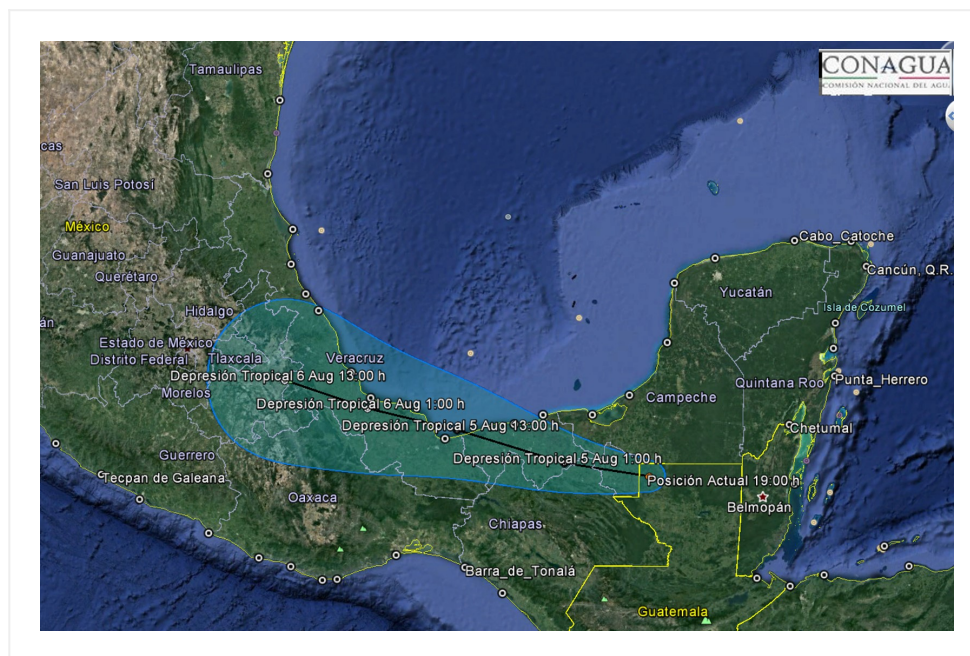 CONAGUA
COMISIÓN NACIONAL DEL AGUA
Tamaulipas
cas
San Luis Potosí
México
Guanajuato
Querétaro
Hidalgo
án
Estado de México
Distrito Federal
Tlaxcala
Veracruz
Depresión Tropical 6 Aug 13:00 h
Morelos
Depresión Tropical 6 Aug 1:00 h
Depresión Tropical 5 Aug 13:00 h
Depresión Tropical 5 Aug 1:00 h
Posición Actual 19:00 h
Guerrero
Tecpan de Galeana
Oaxaca
Chiapas
Barra_de_Tonalá
Cabo_Catoche
Cancún, Q.R.
Yucatán
Isla de Cozumel
Quintana Roo
Punta_Herrero
Campeche
Chetumal
Belmopán
Guatemala